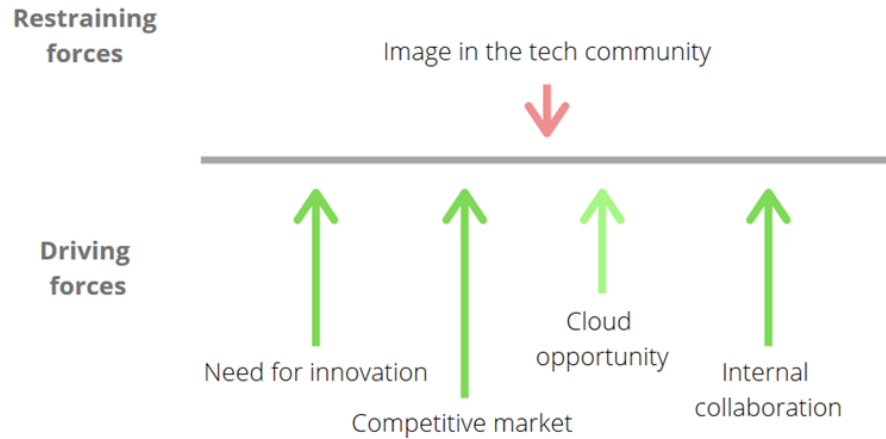 Restraining
forces
Image in the tech community
Driving
forces
Need for innovation
Competitive market
Cloud
opportunity
Internal
collaboration